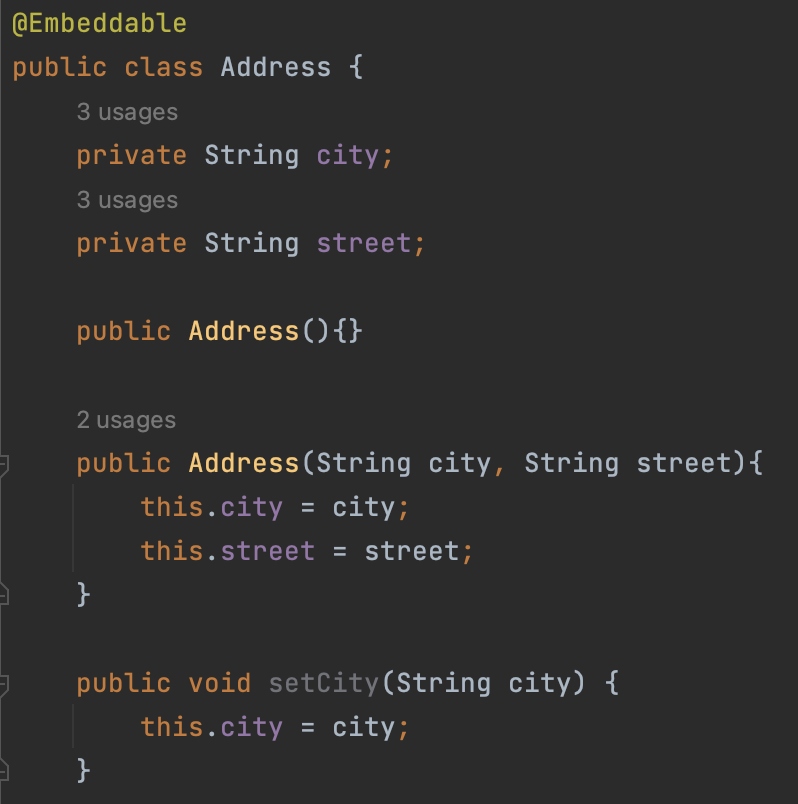 @Embeddable
public class Address {
3 usages
private String city;
3 usages
private String street;
public Address(){}
2 usages
public Address(String city, String street){
this.city = city;
this.street = street;
}
public void setCity(String city) {
this.city = city;
}